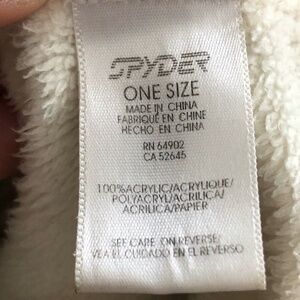 SPYDER
ONE SIZE
MADE IN CHINA
FABRIQUÉ EN CHINE
HECHO EN CHINA
RN 64902
CA 52645
100%ACRYLIC/ACRYLIQUE/
POLYACRYL/ACRILICA/
ACRILICA/PAPIER
SEE CARE ON REVERSE
VEA EL CUIDADO EN EL REVERSO